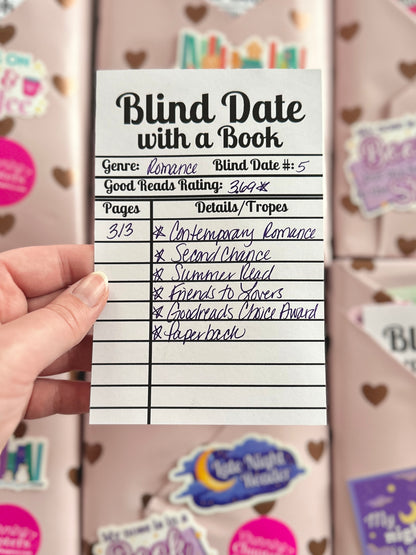 Blind Date
with a Book
Genre: Romance Blind Date #: 5
Good Reads Rating: 3.69☆
Pages Details/Tropes
313 ☆ Contemporary Romance
☆ Second Chance
☆ Summer Read
☆ Friends to Lovers
☆ Goodreads Choice Award
☆ Paperback
Late Night
Reader
My